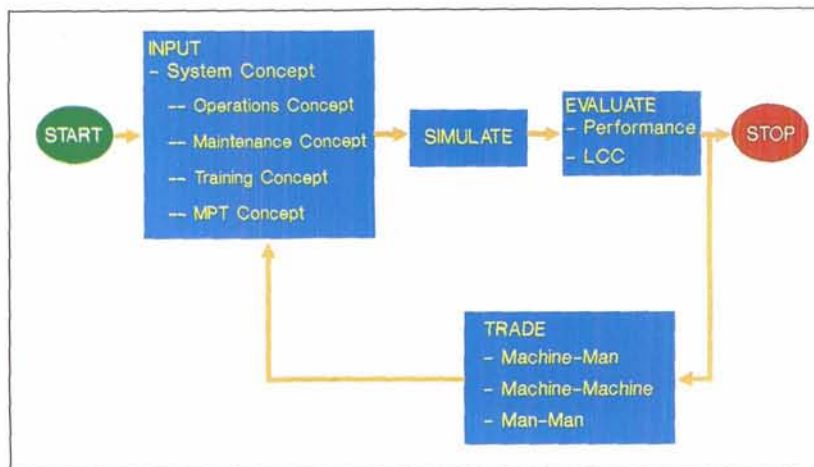 START
INPUT
- System Concept
-- Operations Concept
-- Maintenance Concept
-- Training Concept
-- MPT Concept
SIMULATE
EVALUATE
- Performance
- LCC
STOP
TRADE
- Machine-Man
- Machine-Machine
- Man-Man